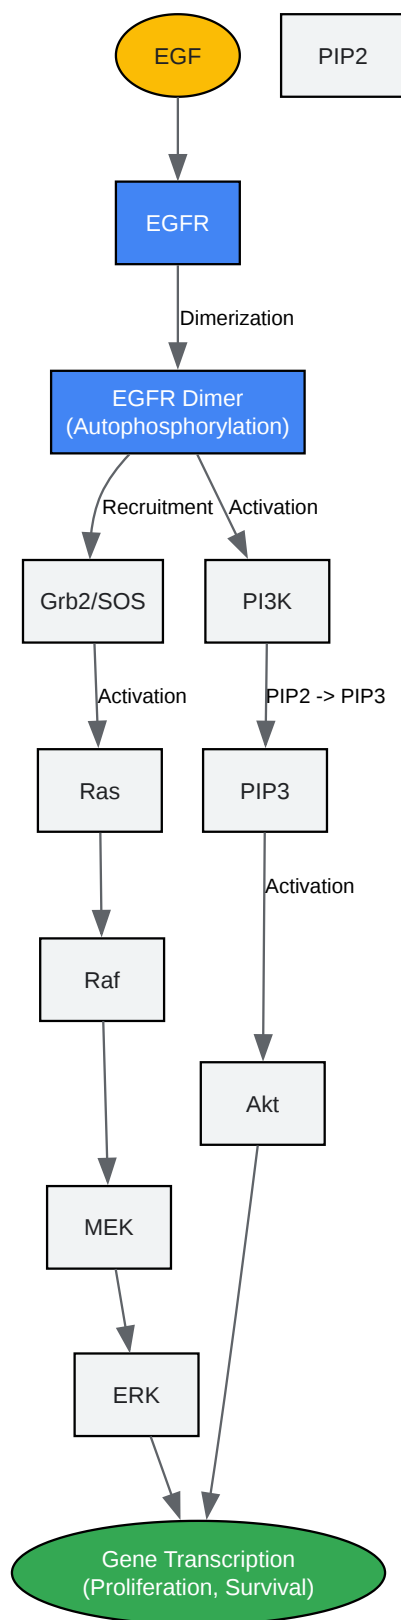 EGF
PIP2
EGFR
Dimerization
EGFR Dimer
(Autophosphorylation)
Recruitment
Activation
Grb2/SOS
PI3K
Activation
PIP2 -> PIP3
Ras
PIP3
Activation
Raf
Akt
MEK
ERK
Gene Transcription
(Proliferation, Survival)